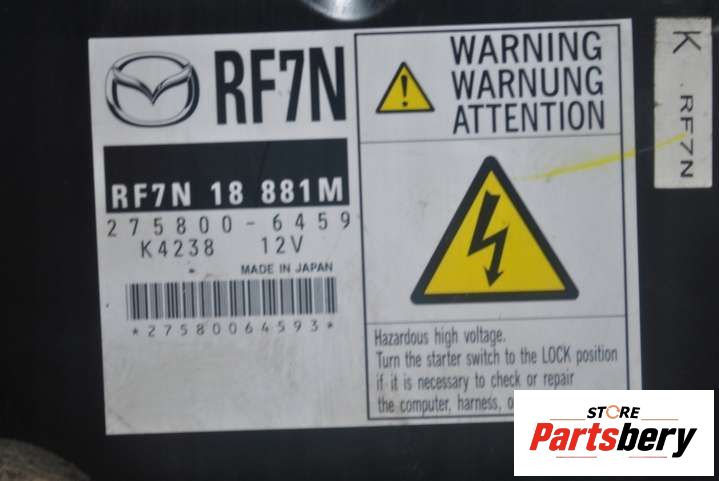 RF7N
RF7N 18 881M
275800-6459
K4238 12V
MADE IN JAPAN
*27580064593*
WARNING
WARNUNG
ATTENTION
Hazardous high voltage.
Turn the starter switch to the LOCK position
if it is necessary to check or repair
the computer, harness,
K RF7N
STORE
Partsbery